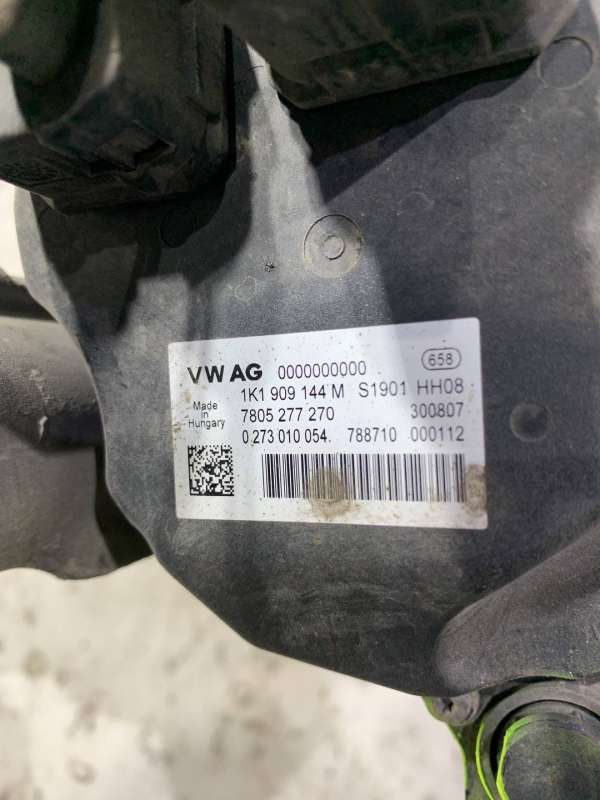 VW AG 0000000000 658
1K1 909 144 M S1901 HH08
Made in Hungary 7805 277 270 300807
0 273 010 054. 788710 000112